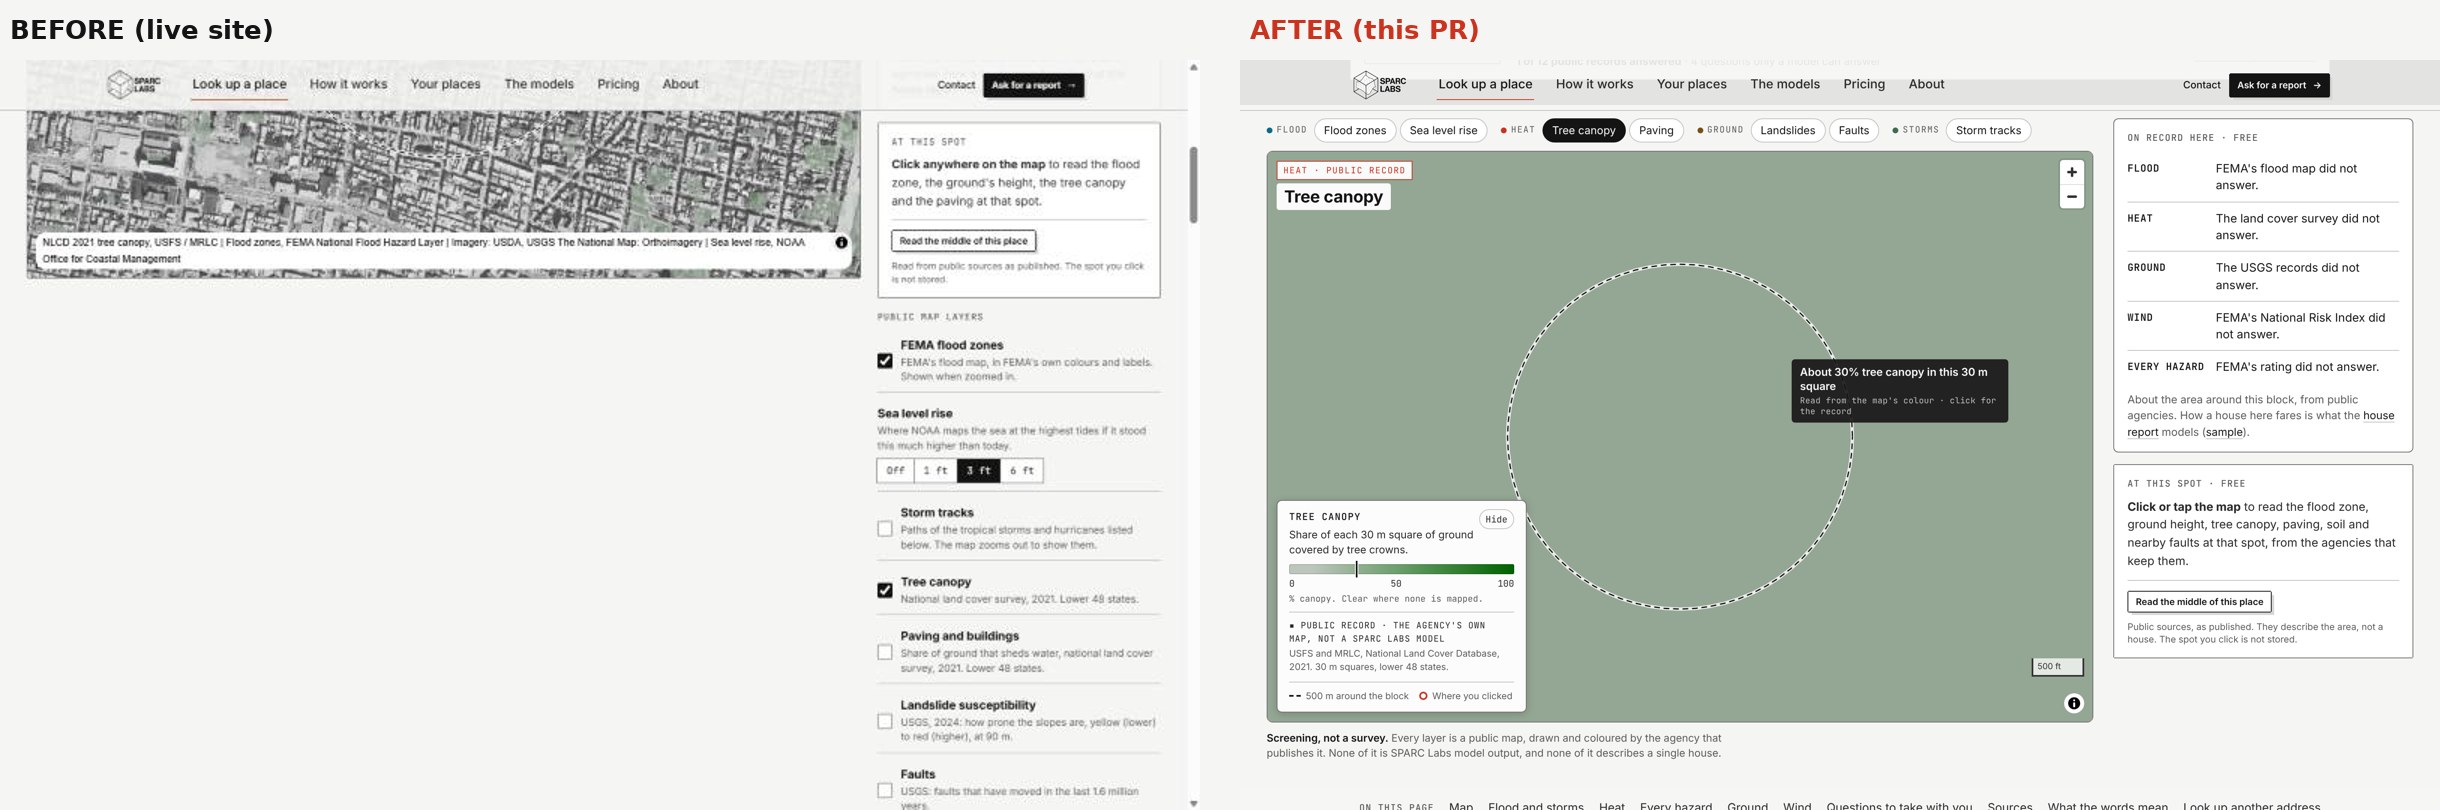 BEFORE (live site)
SPARC LABS
Look up a place
How it works
Your places
The models
Pricing
About
Contact
Ask for a report →
NLCD 2021 tree canopy, USFS / MRLC | Flood zones, FEMA National Flood Hazard Layer | Imagery: USDA, USGS The National Map: Orthoimagery | Sea level rise, NOAA
Office for Coastal Management
AT THIS SPOT
Click anywhere on the map to read the flood
zone, the ground's height, the tree canopy
and the paving at that spot.
Read the middle of this place
Read from public sources as published. The spot you click
is not stored.
PUBLIC MAP LAYERS
FEMA flood zones
FEMA's flood map, in FEMA's own colours and labels.
Shown when zoomed in.
Sea level rise
Where NOAA maps the sea at the highest tides if it stood
this much higher than today.
Off 1 ft 3 ft 6 ft
Storm tracks
Paths of the tropical storms and hurricanes listed
below. The map zooms out to show them.
Tree canopy
National land cover survey, 2021. Lower 48 states.
Paving and buildings
Share of ground that sheds water, national land cover
survey, 2021. Lower 48 states.
Landslide susceptibility
USGS, 2024: how prone the slopes are, yellow (lower)
to red (higher), at 90 m.
Faults
USGS: faults that have moved in the last 1.6 million
years.
AFTER (this PR)
1 of 12 public records answered · 4 questions only a model can answer
SPARC LABS
Look up a place
How it works
Your places
The models
Pricing
About
Contact
Ask for a report →
FLOOD Flood zones Sea level rise HEAT Tree canopy Paving GROUND Landslides Faults STORMS Storm tracks
HEAT · PUBLIC RECORD
Tree canopy
+
−
About 30% tree canopy in this 30 m
square
Read from the map's colour · click for
the record
TREE CANOPY
Hide
Share of each 30 m square of ground
covered by tree crowns.
0 50 100
% canopy. Clear where none is mapped.
▪ PUBLIC RECORD · THE AGENCY'S OWN
MAP, NOT A SPARC LABS MODEL
USFS and MRLC, National Land Cover Database,
2021. 30 m squares, lower 48 states.
500 m around the block Where you clicked
500 ft
Screening, not a survey. Every layer is a public map, drawn and coloured by the agency that
publishes it. None of it is SPARC Labs model output, and none of it describes a single house.
ON RECORD HERE · FREE
FLOOD FEMA's flood map did not
answer.
HEAT The land cover survey did not
answer.
GROUND The USGS records did not
answer.
WIND FEMA's National Risk Index did
not answer.
EVERY HAZARD FEMA's rating did not answer.
About the area around this block, from public
agencies. How a house here fares is what the house
report models (sample).
AT THIS SPOT · FREE
Click or tap the map to read the flood zone,
ground height, tree canopy, paving, soil and
nearby faults at that spot, from the agencies that
keep them.
Read the middle of this place
Public sources, as published. They describe the area, not a
house. The spot you click is not stored.
ON THIS PAGE Map Flood and storms Heat Every hazard Ground Wind Questions to take with you Sources What the words mean Look up another address